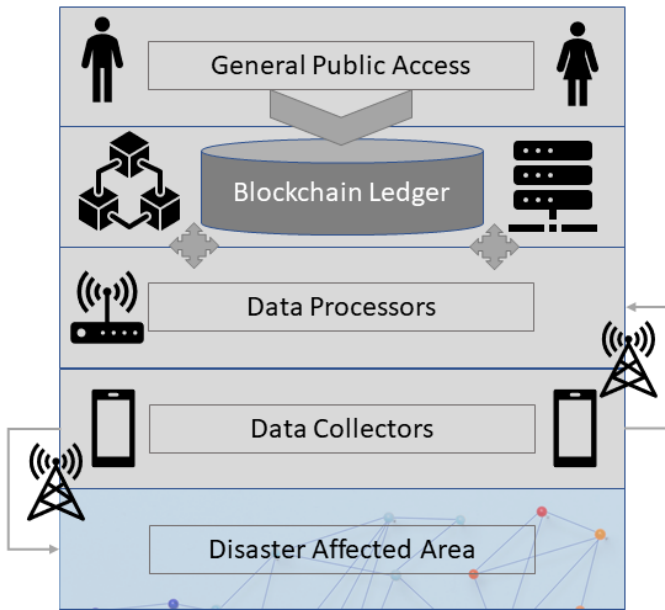 General Public Access
Blockchain Ledger
Data Processors
Data Collectors
Disaster Affected Area